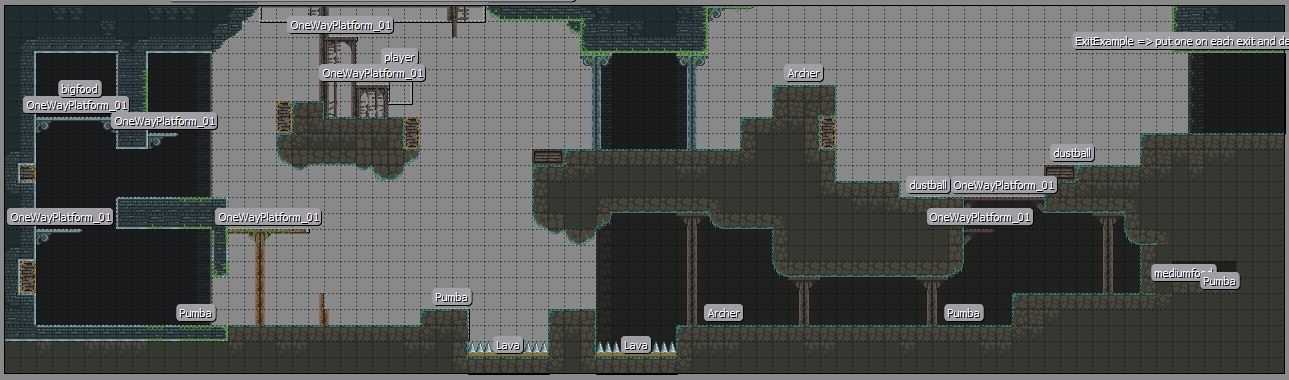 OneWayPlatform_01
ExitExample => put one on each exit and de
player
OneWayPlatform_01
Archer
bigfood
OneWayPlatform_01
OneWayPlatform_01
dustball
dustball
OneWayPlatform_01
OneWayPlatform_01
OneWayPlatform_01
OneWayPlatform_01
Pumba
Pumba
Pumba
Archer
Pumba
Lava
Lava